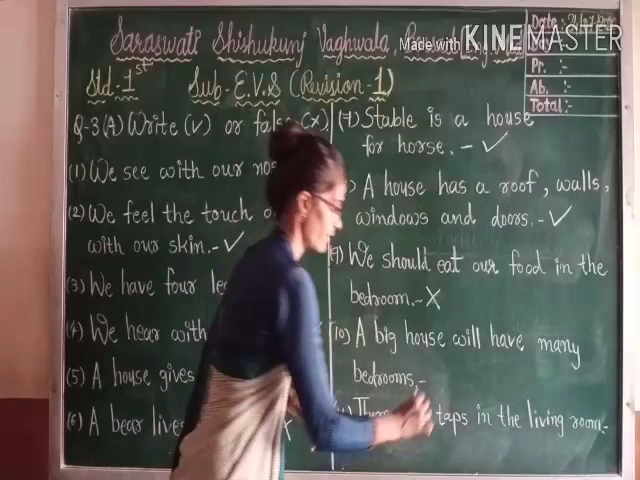 Saraswati Shishukunj Vaghwala,
Made with KINEMASTER
Date:-
Pr. :-
Ab. :-
Total:-
Std-1st Sub-E.V.S (Revision-1)
Q-3(A) Write (✓) or false (x)
(1) We see with our
(2) We feel the touch
with our skin.-✓
(3) We have four
(4) We hear with
(5) A house gives
(6) A bear lives x
(7) Stable is a house
for horse.-✓
) A house has a roof, walls,
windows and doors.-✓
(9) We should eat our food in the
bedroom.-x
(10) A big house will have many
bedrooms.-
taps in the living room.-